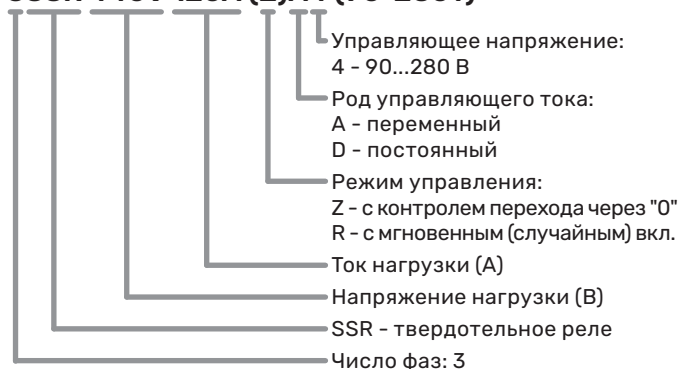 Управляющее напряжение:
4 - 90...280 В
Род управляющего тока:
А - переменный
D - постоянный
Режим управления:
Z - с контролем перехода через "0"
R - с мгновенным (случайным) вкл.
Ток нагрузки (А)
Напряжение нагрузки (В)
SSR - твердотельное реле
Число фаз: 3